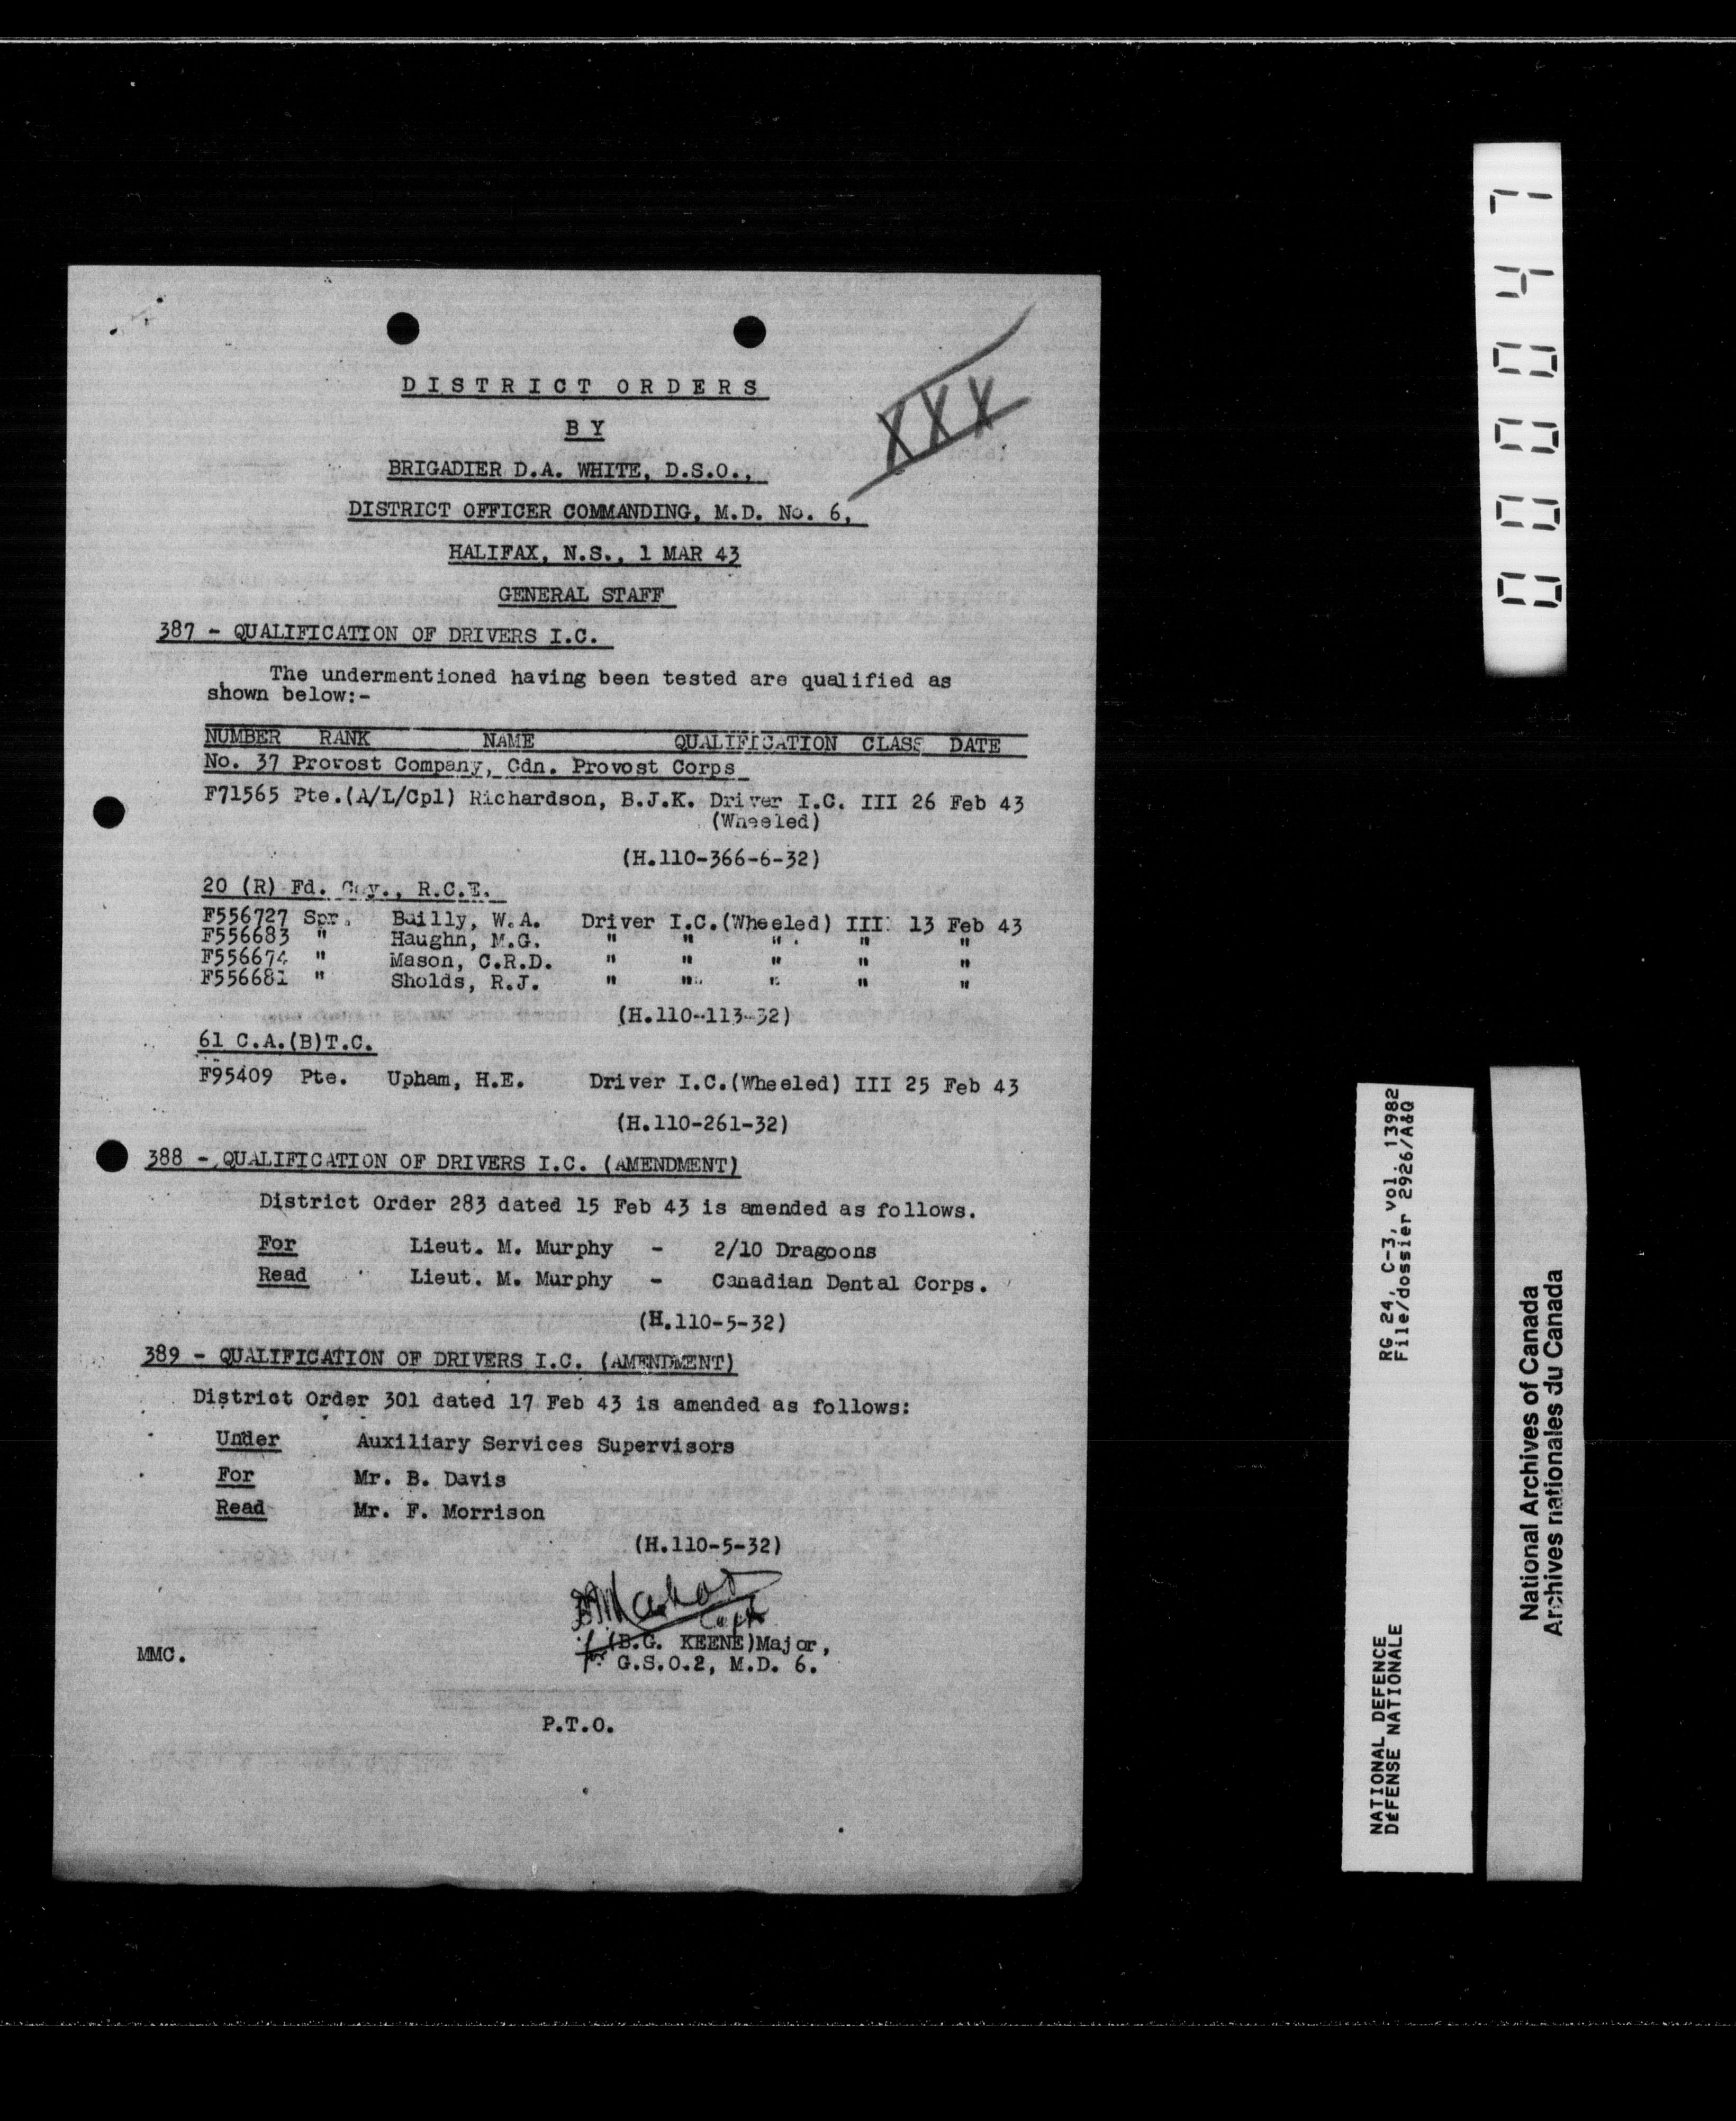 DISTRICT ORDERS
BY
BRIGADIER D.A. WHITE, D.S.O.,
DISTRICT OFFICER COMMANDING, M.D. No. 6,
HALIFAX, N.S., 1 MAR 43
GENERAL STAFF
XXX
387 - QUALIFICATION OF DRIVERS I.C.
The undermentioned having been tested are qualified as
shown below:-
NUMBER RANK NAME QUALIFICATION CLASS DATE
No. 37 Provost Company, Cdn. Provost Corps
F71565 Pte.(A/L/Cpl) Richardson, B.J.K. Driver I.C. III 26 Feb 43
(Wheeled)
(H.110-366-6-32)
20 (R) Fd. Coy., R.C.E.
F556727 Spr. Bailly, W.A. Driver I.C.(Wheeled) III 13 Feb 43
F556683 " Haughn, M.G. " " " " "
F556674 " Mason, C.R.D. " " " " "
F556681 " Sholds, R.J. " " " " "
(H.110-113-32)
61 C.A.(B)T.C.
F95409 Pte. Upham, H.E. Driver I.C.(Wheeled) III 25 Feb 43
(H.110-261-32)
388 - QUALIFICATION OF DRIVERS I.C. (AMENDMENT)
District Order 283 dated 15 Feb 43 is amended as follows.
For Lieut. M. Murphy - 2/10 Dragoons
Read Lieut. M. Murphy - Canadian Dental Corps.
(H.110-5-32)
389 - QUALIFICATION OF DRIVERS I.C. (AMENDMENT)
District Order 301 dated 17 Feb 43 is amended as follows:
Under Auxiliary Services Supervisors
For Mr. B. Davis
Read Mr. F. Morrison
(H.110-5-32)
Capt
for (B.G. KEENE)Major,
G.S.O.2, M.D. 6.
MMC.
P.T.O.
000047
RG 24, C-3, vol. 13982
File/dossier 2926/A&Q
NATIONAL DEFENCE
DÉFENSE NATIONALE
National Archives of Canada
Archives nationales du Canada